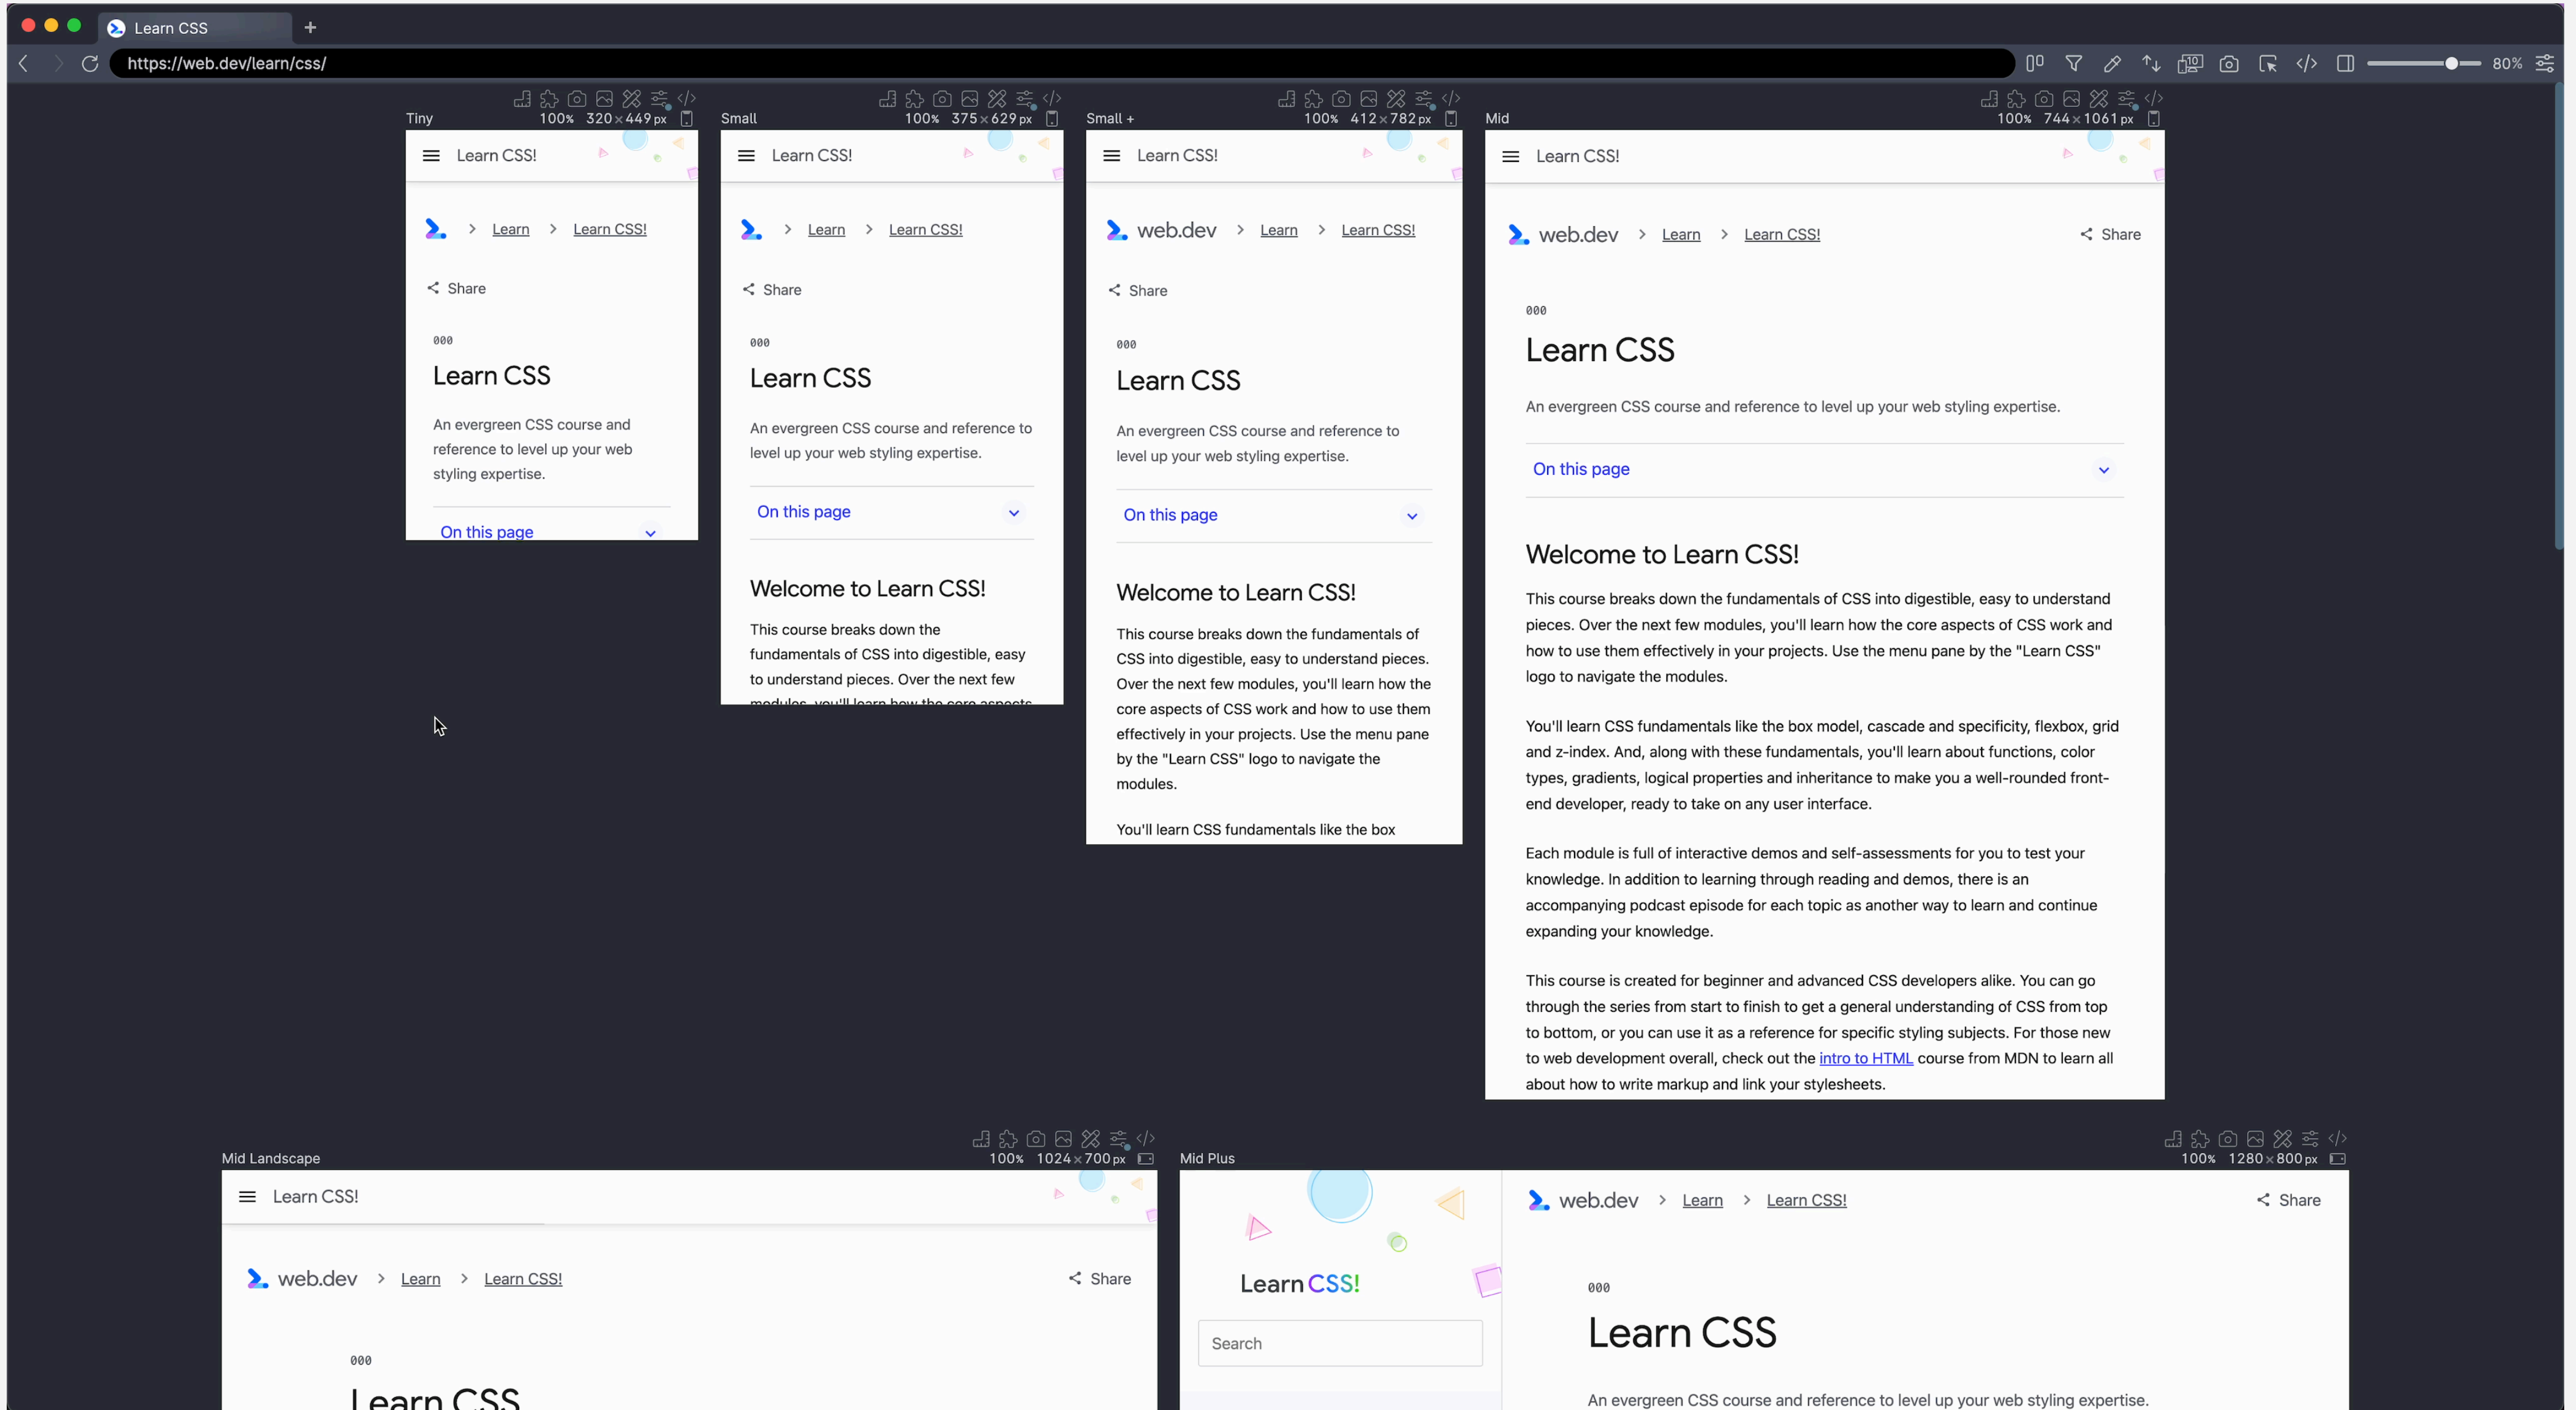 Learn CSS
https://web.dev/learn/css/
80%
Tiny 100% 320×449 px
Learn CSS!
Learn Learn CSS!
Share
000
Learn CSS
An evergreen CSS course and
reference to level up your web
styling expertise.
On this page
Small 100% 375×629 px
Learn CSS!
Learn Learn CSS!
Share
000
Learn CSS
An evergreen CSS course and reference to
level up your web styling expertise.
On this page
Welcome to Learn CSS!
This course breaks down the
fundamentals of CSS into digestible, easy
to understand pieces. Over the next few
modules, you'll learn how the core aspects
Small + 100% 412×782 px
Learn CSS!
web.dev Learn Learn CSS!
Share
000
Learn CSS
An evergreen CSS course and reference to
level up your web styling expertise.
On this page
Welcome to Learn CSS!
This course breaks down the fundamentals of
CSS into digestible, easy to understand pieces.
Over the next few modules, you'll learn how the
core aspects of CSS work and how to use them
effectively in your projects. Use the menu pane
by the "Learn CSS" logo to navigate the
modules.
You'll learn CSS fundamentals like the box
Mid 100% 744×1061 px
Learn CSS!
web.dev Learn Learn CSS! Share
000
Learn CSS
An evergreen CSS course and reference to level up your web styling expertise.
On this page
Welcome to Learn CSS!
This course breaks down the fundamentals of CSS into digestible, easy to understand
pieces. Over the next few modules, you'll learn how the core aspects of CSS work and
how to use them effectively in your projects. Use the menu pane by the "Learn CSS"
logo to navigate the modules.
You'll learn CSS fundamentals like the box model, cascade and specificity, flexbox, grid
and z-index. And, along with these fundamentals, you'll learn about functions, color
types, gradients, logical properties and inheritance to make you a well-rounded front-
end developer, ready to take on any user interface.
Each module is full of interactive demos and self-assessments for you to test your
knowledge. In addition to learning through reading and demos, there is an
accompanying podcast episode for each topic as another way to learn and continue
expanding your knowledge.
This course is created for beginner and advanced CSS developers alike. You can go
through the series from start to finish to get a general understanding of CSS from top
to bottom, or you can use it as a reference for specific styling subjects. For those new
to web development overall, check out the intro to HTML course from MDN to learn all
about how to write markup and link your stylesheets.
Mid Landscape 100% 1024×700 px
Learn CSS!
web.dev Learn Learn CSS! Share
000
Learn CSS
Mid Plus 100% 1280×800 px
Learn CSS!
Search
web.dev Learn Learn CSS! Share
000
Learn CSS
An evergreen CSS course and reference to level up your web styling expertise.